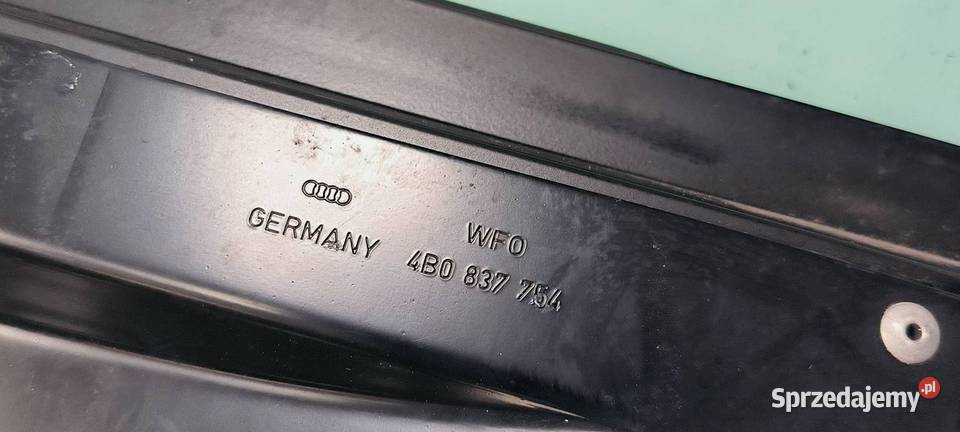 WFO
GERMANY 4B0 837 754
Sprzedajemy.pl